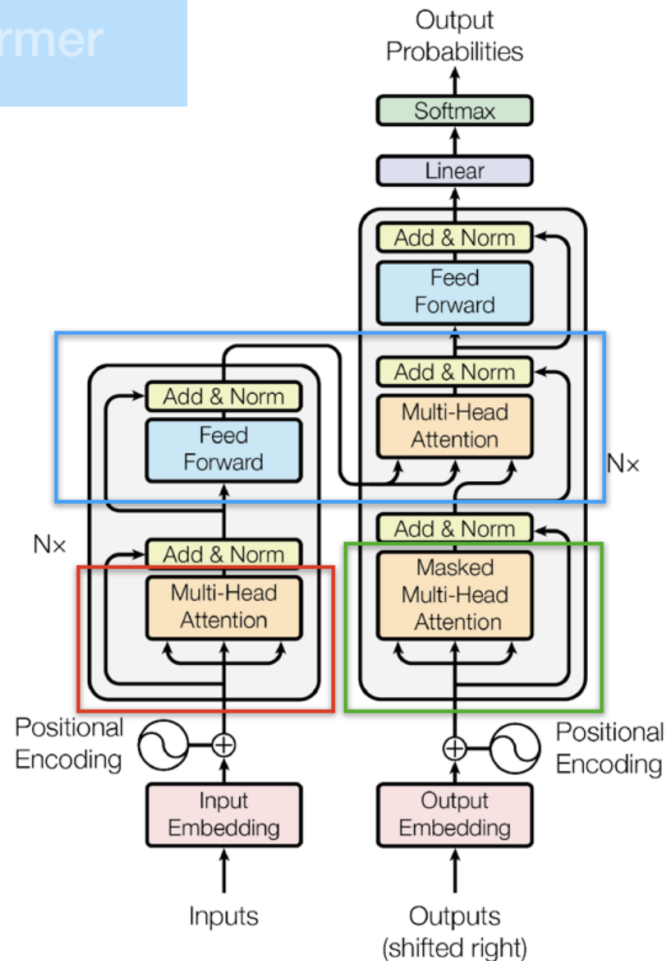 Output
Probabilities
Softmax
Linear
Add & Norm
Feed
Forward
Add & Norm
Multi-Head
Attention
Nx
Add & Norm
Masked
Multi-Head
Attention
Add & Norm
Feed
Forward
Nx
Add & Norm
Multi-Head
Attention
Positional
Encoding
Positional
Encoding
Input
Embedding
Output
Embedding
Inputs
Outputs
(shifted right)